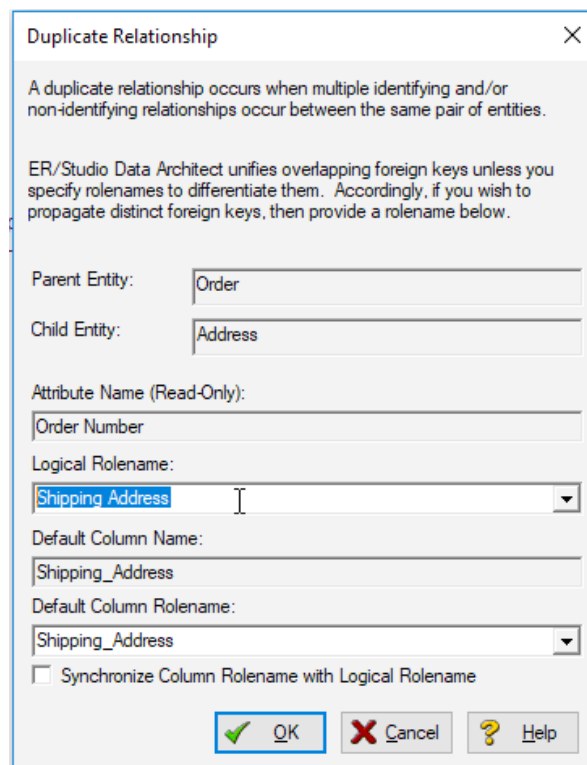 Duplicate Relationship
A duplicate relationship occurs when multiple identifying and/or
non-identifying relationships occur between the same pair of entities.
ER/Studio Data Architect unifies overlapping foreign keys unless you
specify rolenames to differentiate them.  Accordingly, if you wish to
propagate distinct foreign keys, then provide a rolename below.
Parent Entity: Order
Child Entity: Address
Attribute Name (Read-Only):
Order Number
Logical Rolename:
Shipping Address
Default Column Name:
Shipping_Address
Default Column Rolename:
Shipping_Address
Synchronize Column Rolename with Logical Rolename
OK Cancel Help